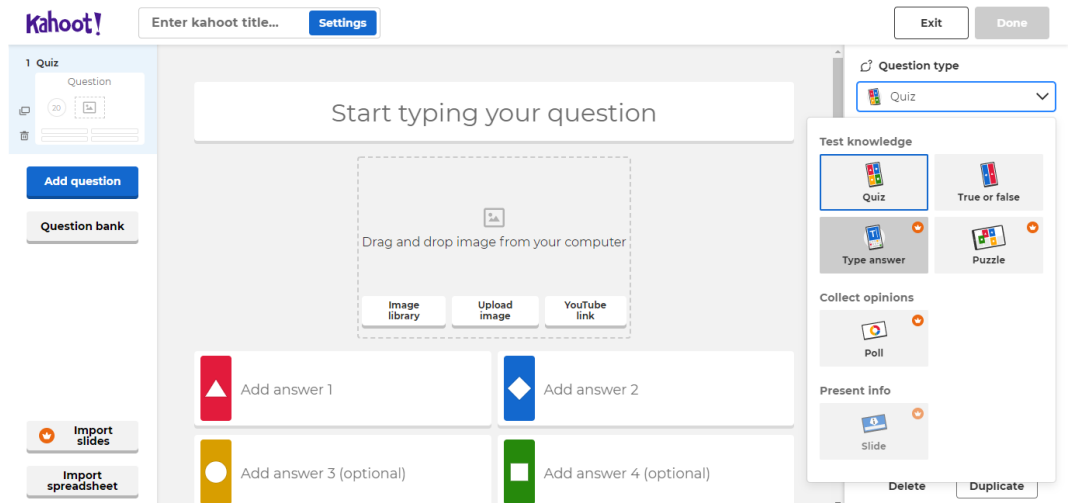 Kahoot!
Enter kahoot title...
Settings
Exit
Done
1 Quiz
Question
20
Add question
Question bank
Import
slides
Import
spreadsheet
Start typing your question
Drag and drop image from your computer
Image
library
Upload
image
YouTube
link
Add answer 1
Add answer 2
Add answer 3 (optional)
Add answer 4 (optional)
Question type
Quiz
Test knowledge
Quiz
True or false
Type answer
Puzzle
Collect opinions
Poll
Present info
Slide
Delete
Duplicate